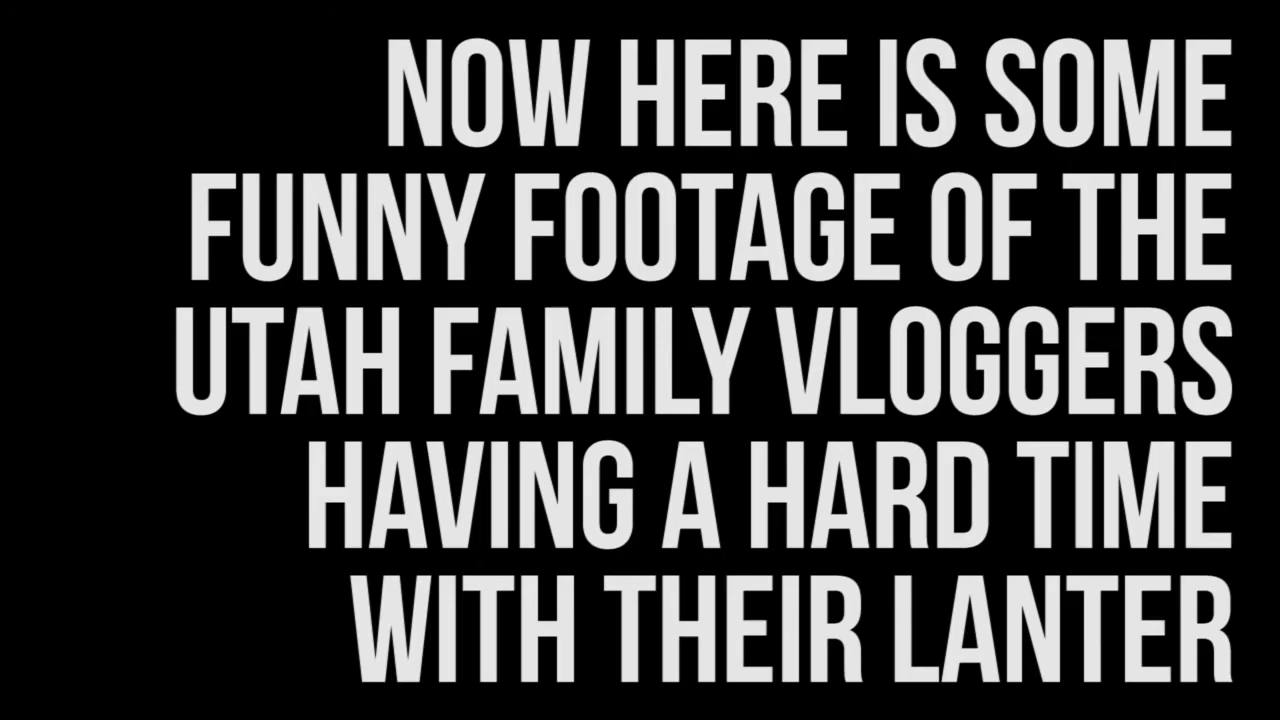 NOW HERE IS SOME
FUNNY FOOTAGE OF THE
UTAH FAMILY VLOGGERS
HAVING A HARD TIME
WITH THEIR LANTER